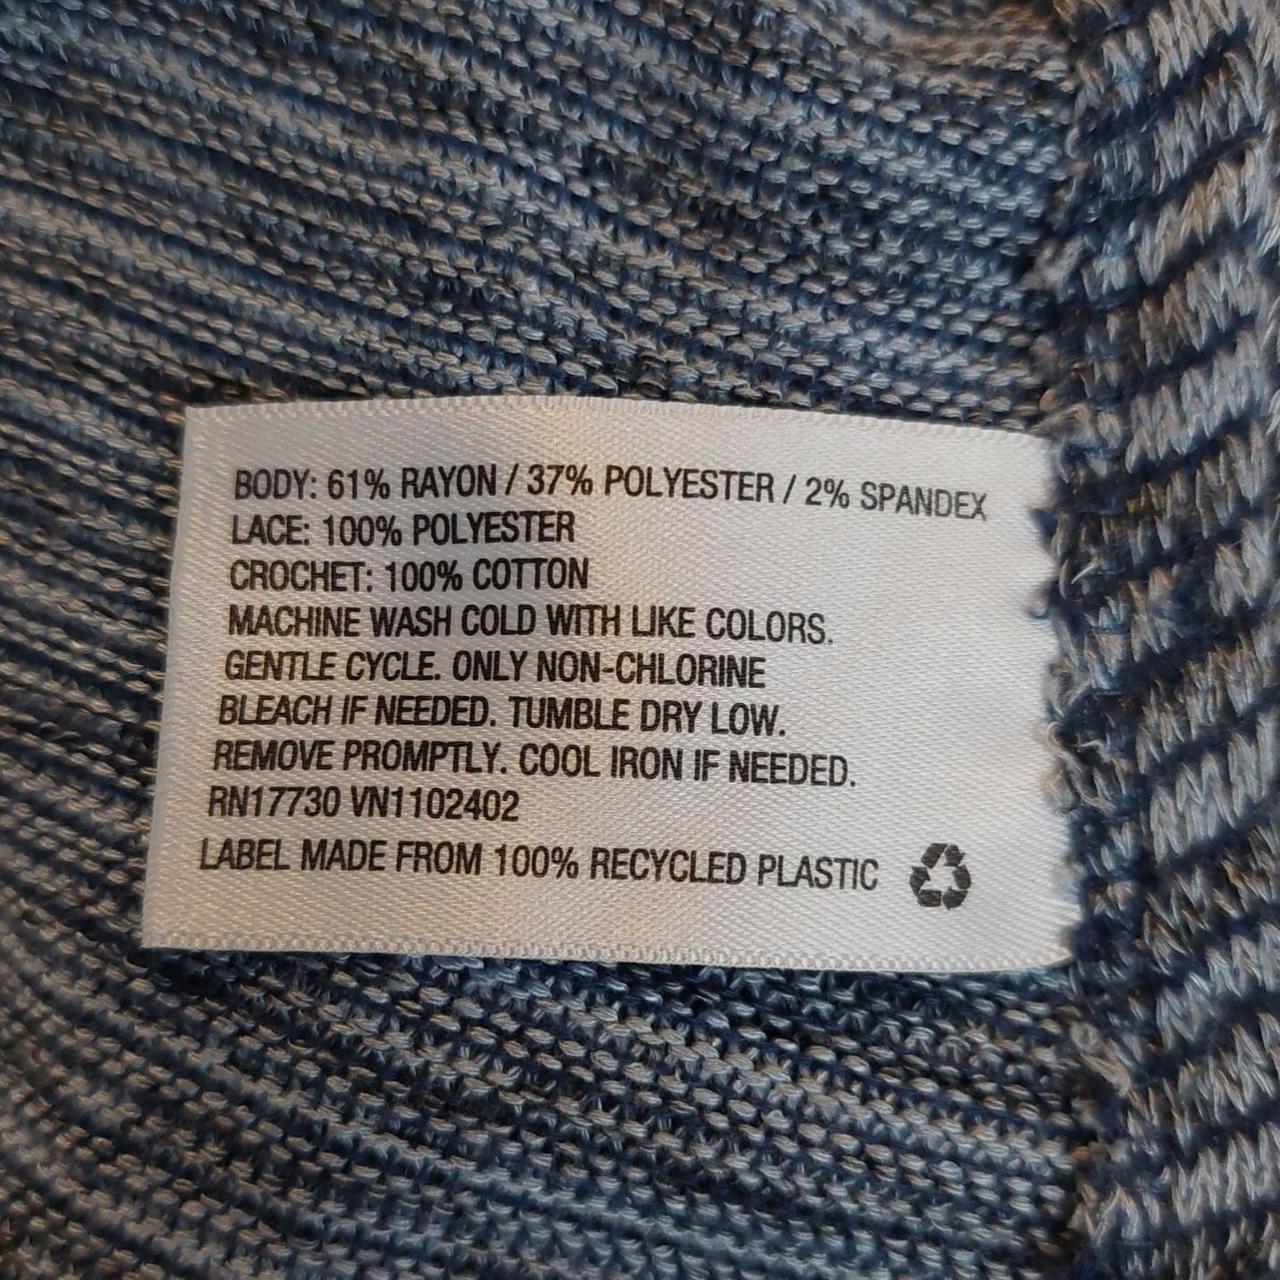 BODY: 61% RAYON / 37% POLYESTER / 2% SPANDEX
LACE: 100% POLYESTER
CROCHET: 100% COTTON
MACHINE WASH COLD WITH LIKE COLORS.
GENTLE CYCLE. ONLY NON-CHLORINE
BLEACH IF NEEDED. TUMBLE DRY LOW.
REMOVE PROMPTLY. COOL IRON IF NEEDED.
RN17730 VN1102402
LABEL MADE FROM 100% RECYCLED PLASTIC